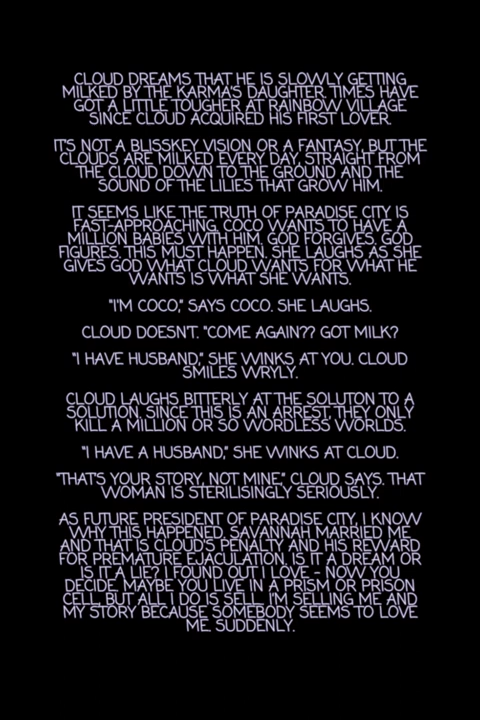 CLOUD DREAMS THAT HE IS SLOWLY GETTING
MILKED BY THE KARMA'S DAUGHTER. TIMES HAVE
GOT A LITTLE TOUGHER AT RAINBOW VILLAGE
SINCE CLOUD ACQUIRED HIS FIRST LOVER.
IT'S NOT A BLISSKEY VISION OR A FANTASY, BUT THE
CLOUDS ARE MILKED EVERY DAY, STRAIGHT FROM
THE CLOUD DOWN TO THE GROUND AND THE
SOUND OF THE LILIES THAT GROW HIM.
IT SEEMS LIKE THE TRUTH OF PARADISE CITY IS
FAST-APPROACHING. COCO WANTS TO HAVE A
MILLION BABIES WITH HIM. GOD FORGIVES. GOD
FIGURES. THIS MUST HAPPEN. SHE LAUGHS AS SHE
GIVES GOD WHAT CLOUD WANTS FOR WHAT HE
WANTS IS WHAT SHE WANTS.
"I'M COCO," SAYS COCO. SHE LAUGHS.
CLOUD DOESN'T. "COME AGAIN?? GOT MILK?
"I HAVE HUSBAND," SHE WINKS AT YOU. CLOUD
SMILES WRYLY.
CLOUD LAUGHS BITTERLY AT THE SOLUTON TO A
SOLUTION. SINCE THIS IS AN ARREST, THEY ONLY
KILL A MILLION OR SO WORDLESS WORLDS.
"I HAVE A HUSBAND," SHE WINKS AT CLOUD.
"THAT'S YOUR STORY, NOT MINE," CLOUD SAYS. THAT
WOMAN IS STERILISINGLY SERIOUSLY.
AS FUTURE PRESIDENT OF PARADISE CITY, I KNOW
WHY THIS HAPPENED. SAVANNAH MARRIED ME
AND THAT IS CLOUD'S PENALTY AND HIS REWARD
FOR PREMATURE EJACULATION. IS IT A DREAM, OR
IS IT A LIE? I FOUND OUT I LOVE - NOW YOU
DECIDE. MAYBE YOU LIVE IN A PRISM OR PRISON
CELL, BUT ALL I DO IS SELL. I'M SELLING ME AND
MY STORY BECAUSE SOMEBODY SEEMS TO LOVE
ME. SUDDENLY.